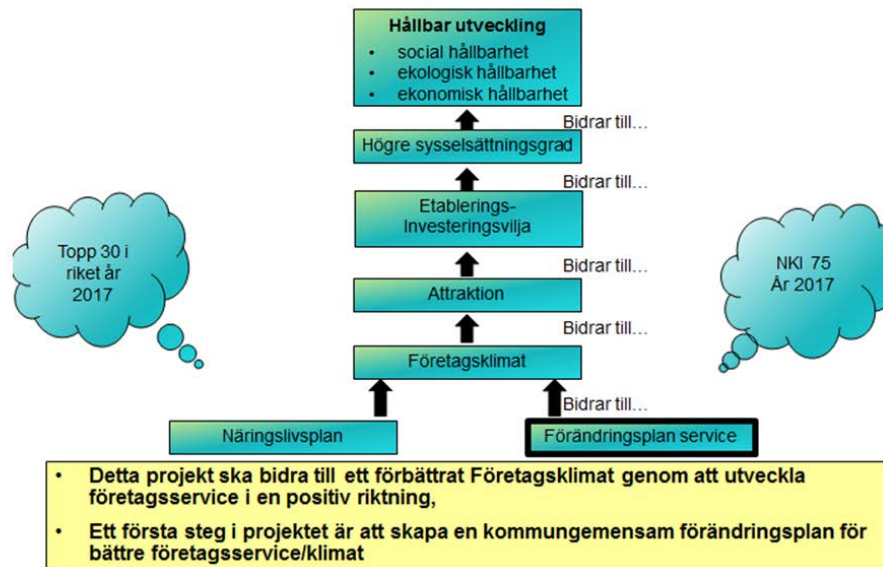 Hållbar utveckling
• social hållbarhet
• ekologisk hållbarhet
• ekonomisk hållbarhet
Bidrar till...
Högre sysselsättningsgrad
Bidrar till...
Etablerings-
Investeringsvilja
Topp 30 i
riket år
2017
NKI 75
År 2017
Bidrar till...
Attraktion
Bidrar till...
Företagsklimat
Bidrar till...
Näringslivsplan
Förändringsplan service
• Detta projekt ska bidra till ett förbättrat Företagsklimat genom att utveckla
företagsservice i en positiv riktning,
• Ett första steg i projektet är att skapa en kommungemensam förändringsplan för
bättre företagsservice/klimat